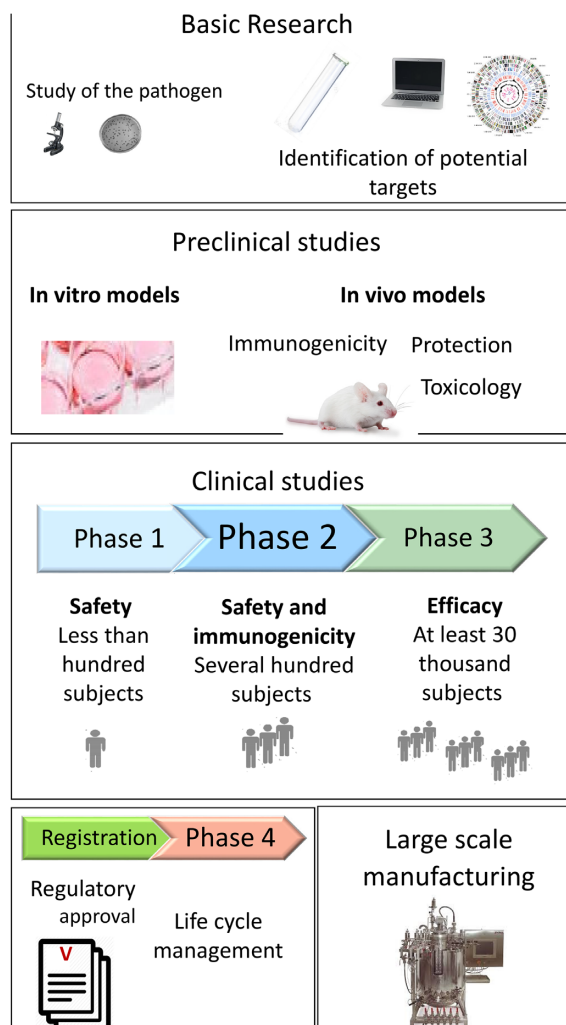 Basic Research
Study of the pathogen
Identification of potential
targets
Preclinical studies
In vitro models
In vivo models
Immunogenicity
Protection
Toxicology
Clinical studies
Phase 1
Phase 2
Phase 3
Safety
Less than
hundred
subjects
Safety and
immunogenicity
Several hundred
subjects
Efficacy
At least 30
thousand
subjects
Registration
Phase 4
Regulatory
approval
V
Life cycle
management
Large scale
manufacturing